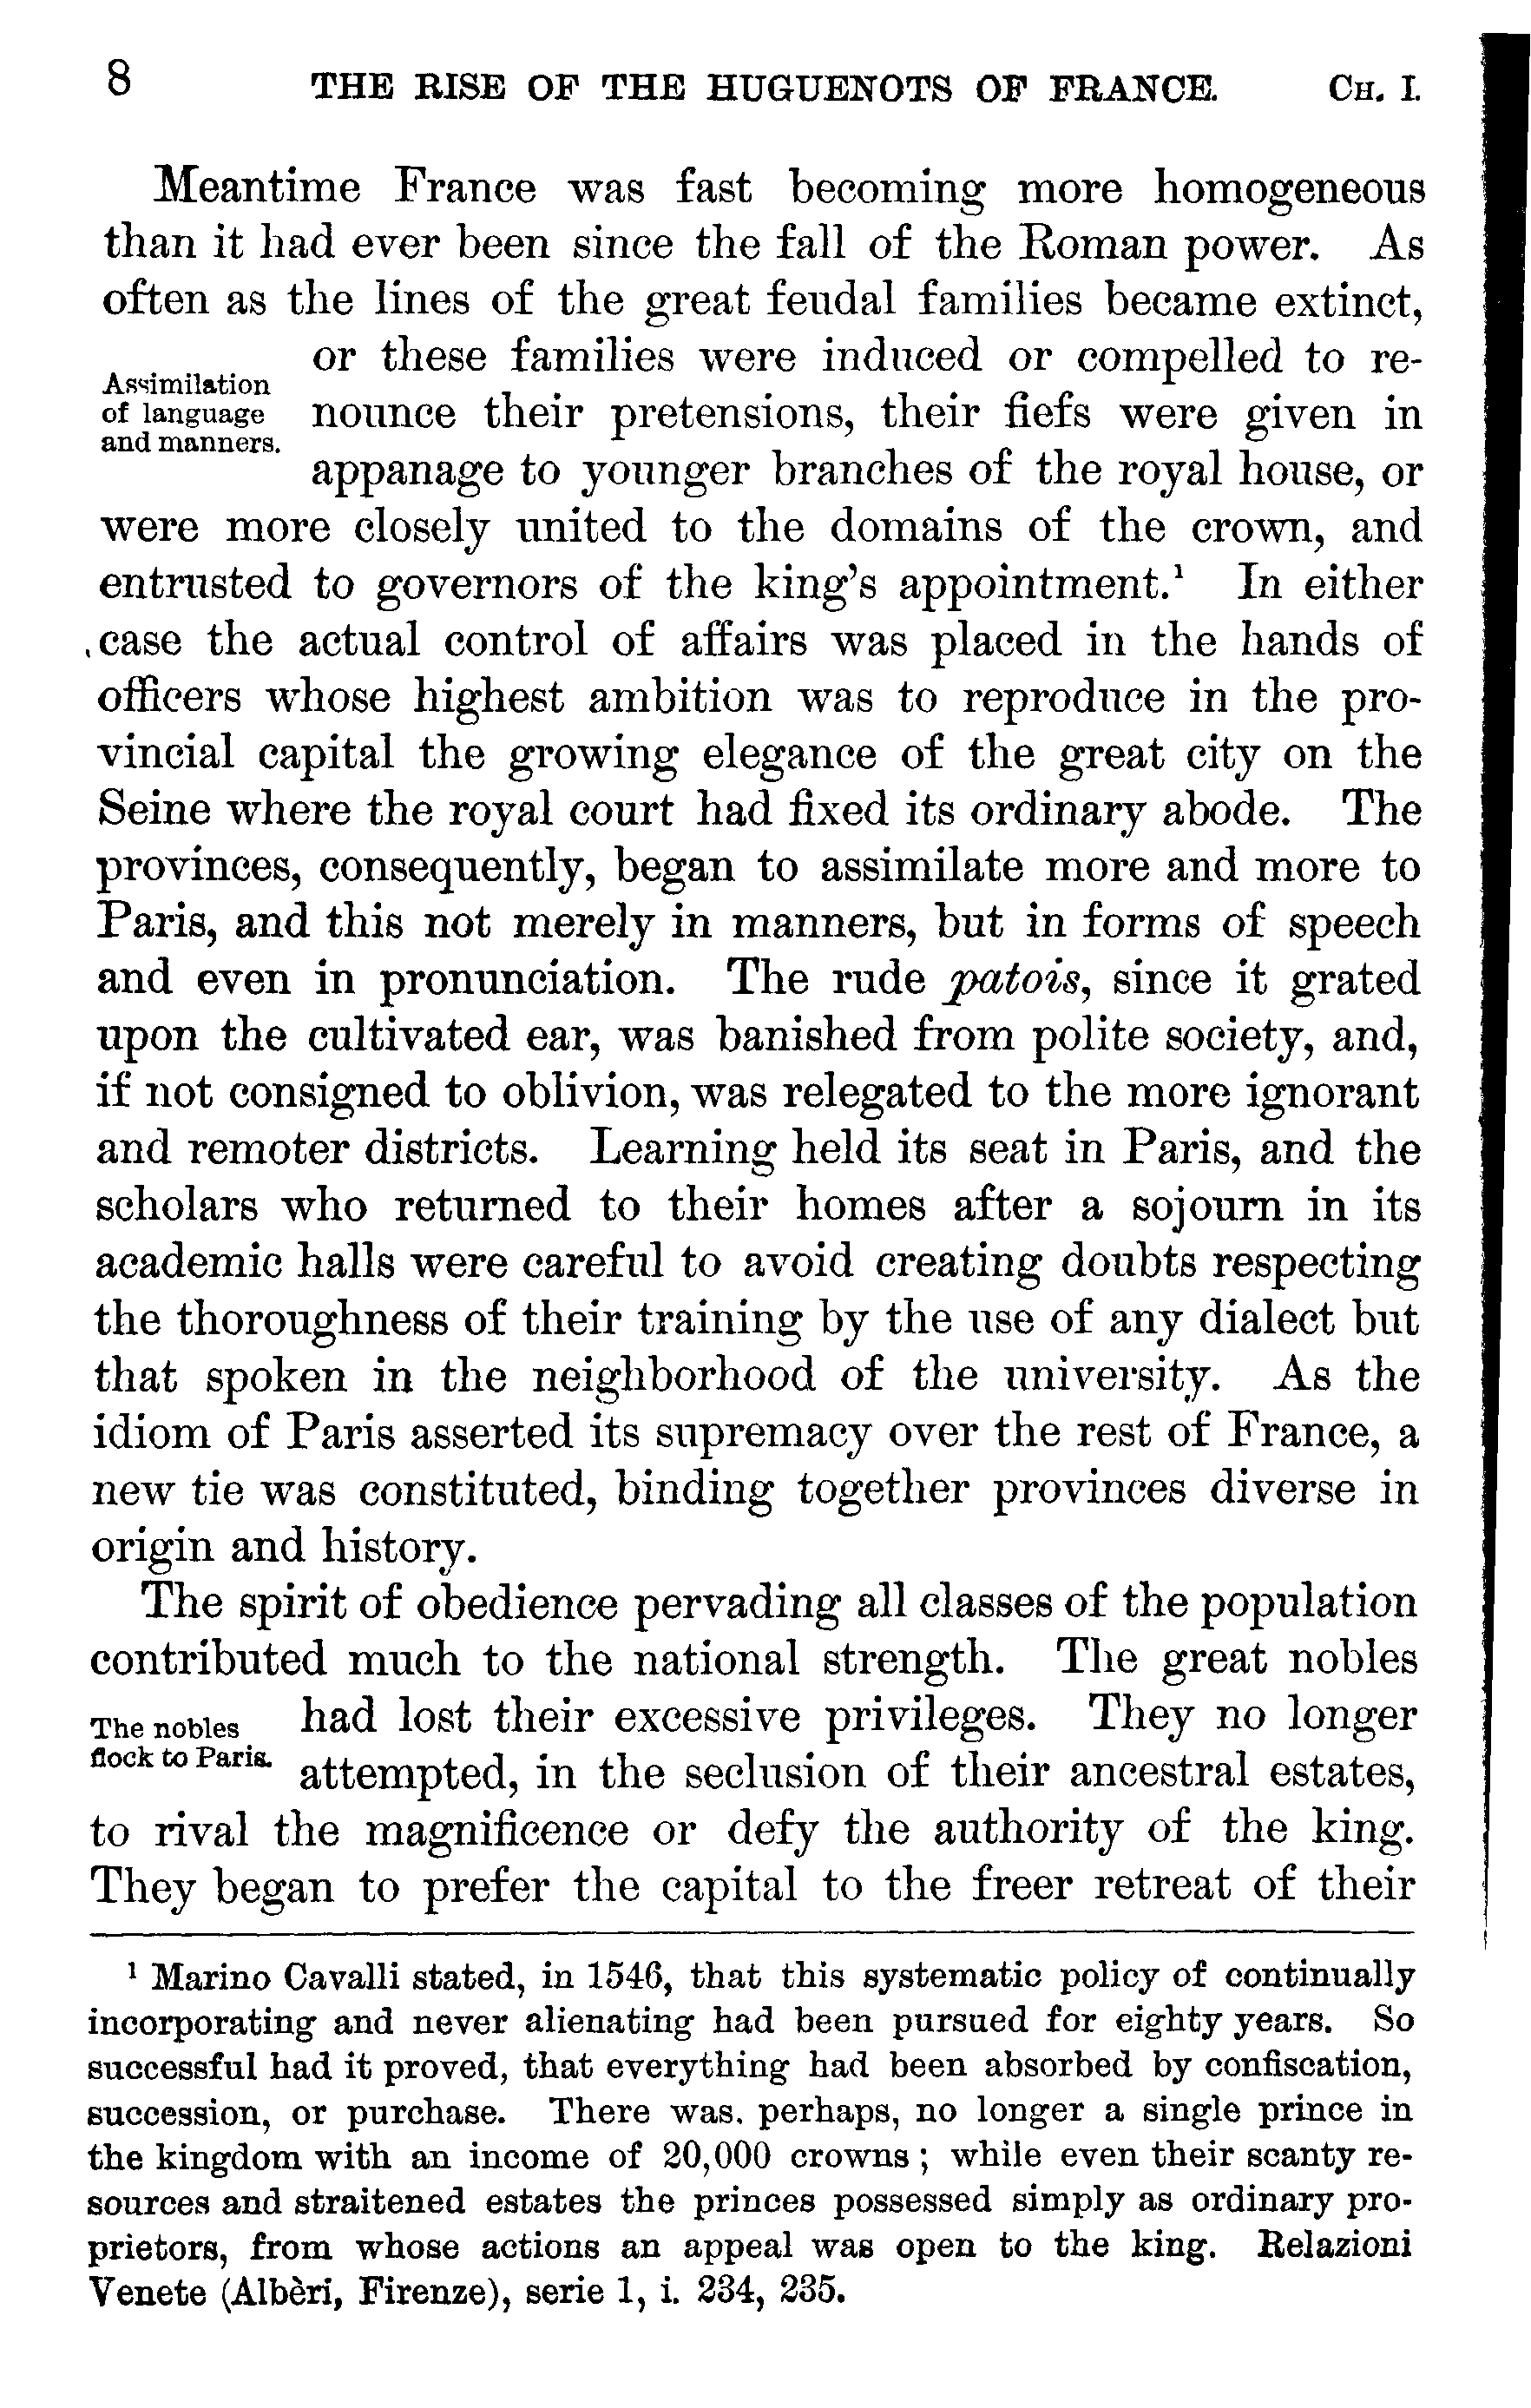 8 THE RISE OF THE HUGUENOTS OF FRANCE. CH. I.
Meantime France was fast becoming more homogeneous
than it had ever been since the fall of the Roman power. As
often as the lines of the great feudal families became extinct,
or these families were induced or compelled to re-
Assimilation
of language
and manners.
nounce their pretensions, their fiefs were given in
appanage to younger branches of the royal house, or
were more closely united to the domains of the crown, and
entrusted to governors of the king's appointment.¹ In either
case the actual control of affairs was placed in the hands of
officers whose highest ambition was to reproduce in the pro-
vincial capital the growing elegance of the great city on the
Seine where the royal court had fixed its ordinary abode. The
provinces, consequently, began to assimilate more and more to
Paris, and this not merely in manners, but in forms of speech
and even in pronunciation. The rude patois, since it grated
upon the cultivated ear, was banished from polite society, and,
if not consigned to oblivion, was relegated to the more ignorant
and remoter districts. Learning held its seat in Paris, and the
scholars who returned to their homes after a sojourn in its
academic halls were careful to avoid creating doubts respecting
the thoroughness of their training by the use of any dialect but
that spoken in the neighborhood of the university. As the
idiom of Paris asserted its supremacy over the rest of France, a
new tie was constituted, binding together provinces diverse in
origin and history.
The spirit of obedience pervading all classes of the population
contributed much to the national strength. The great nobles
The nobles
flock to Paris.
had lost their excessive privileges. They no longer
attempted, in the seclusion of their ancestral estates,
to rival the magnificence or defy the authority of the king.
They began to prefer the capital to the freer retreat of their
¹ Marino Cavalli stated, in 1546, that this systematic policy of continually
incorporating and never alienating had been pursued for eighty years. So
successful had it proved, that everything had been absorbed by confiscation,
succession, or purchase. There was. perhaps, no longer a single prince in
the kingdom with an income of 20,000 crowns; while even their scanty re-
sources and straitened estates the princes possessed simply as ordinary pro-
prietors, from whose actions an appeal was open to the king. Relazioni
Venete (Albèri, Firenze), serie 1, i. 234, 235.